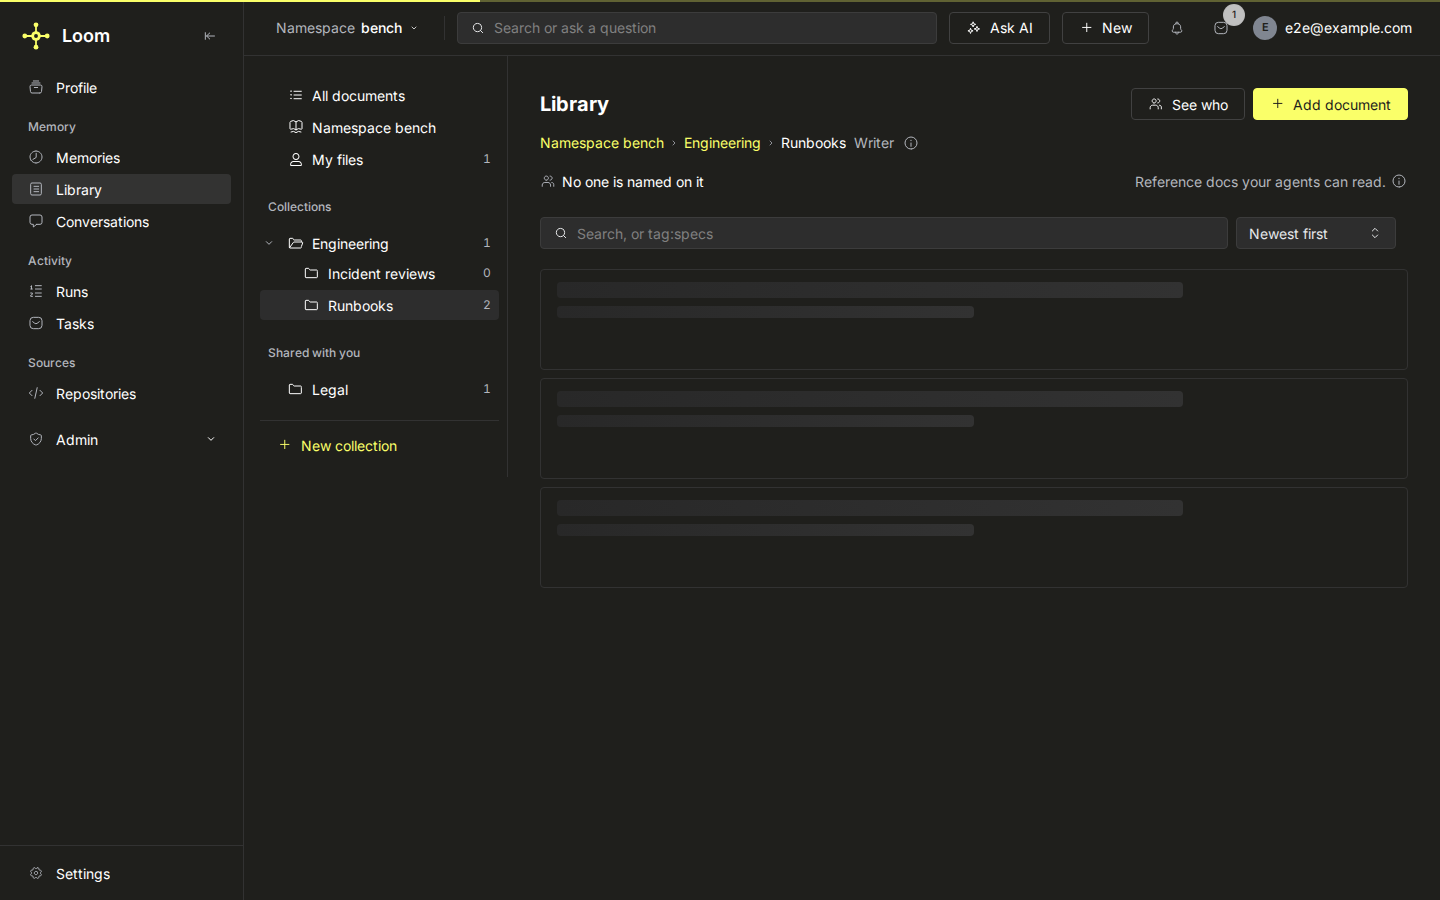 Loom
Namespace bench
Search or ask a question
Ask AI
New
1
E
e2e@example.com
Profile
Memory
Memories
Library
Conversations
Activity
Runs
Tasks
Sources
Repositories
Admin
Settings
All documents
Namespace bench
My files 1
Collections
Engineering 1
Incident reviews 0
Runbooks 2
Shared with you
Legal 1
New collection
Library
See who
Add document
Namespace bench › Engineering › Runbooks Writer
No one is named on it
Reference docs your agents can read.
Search, or tag:specs
Newest first